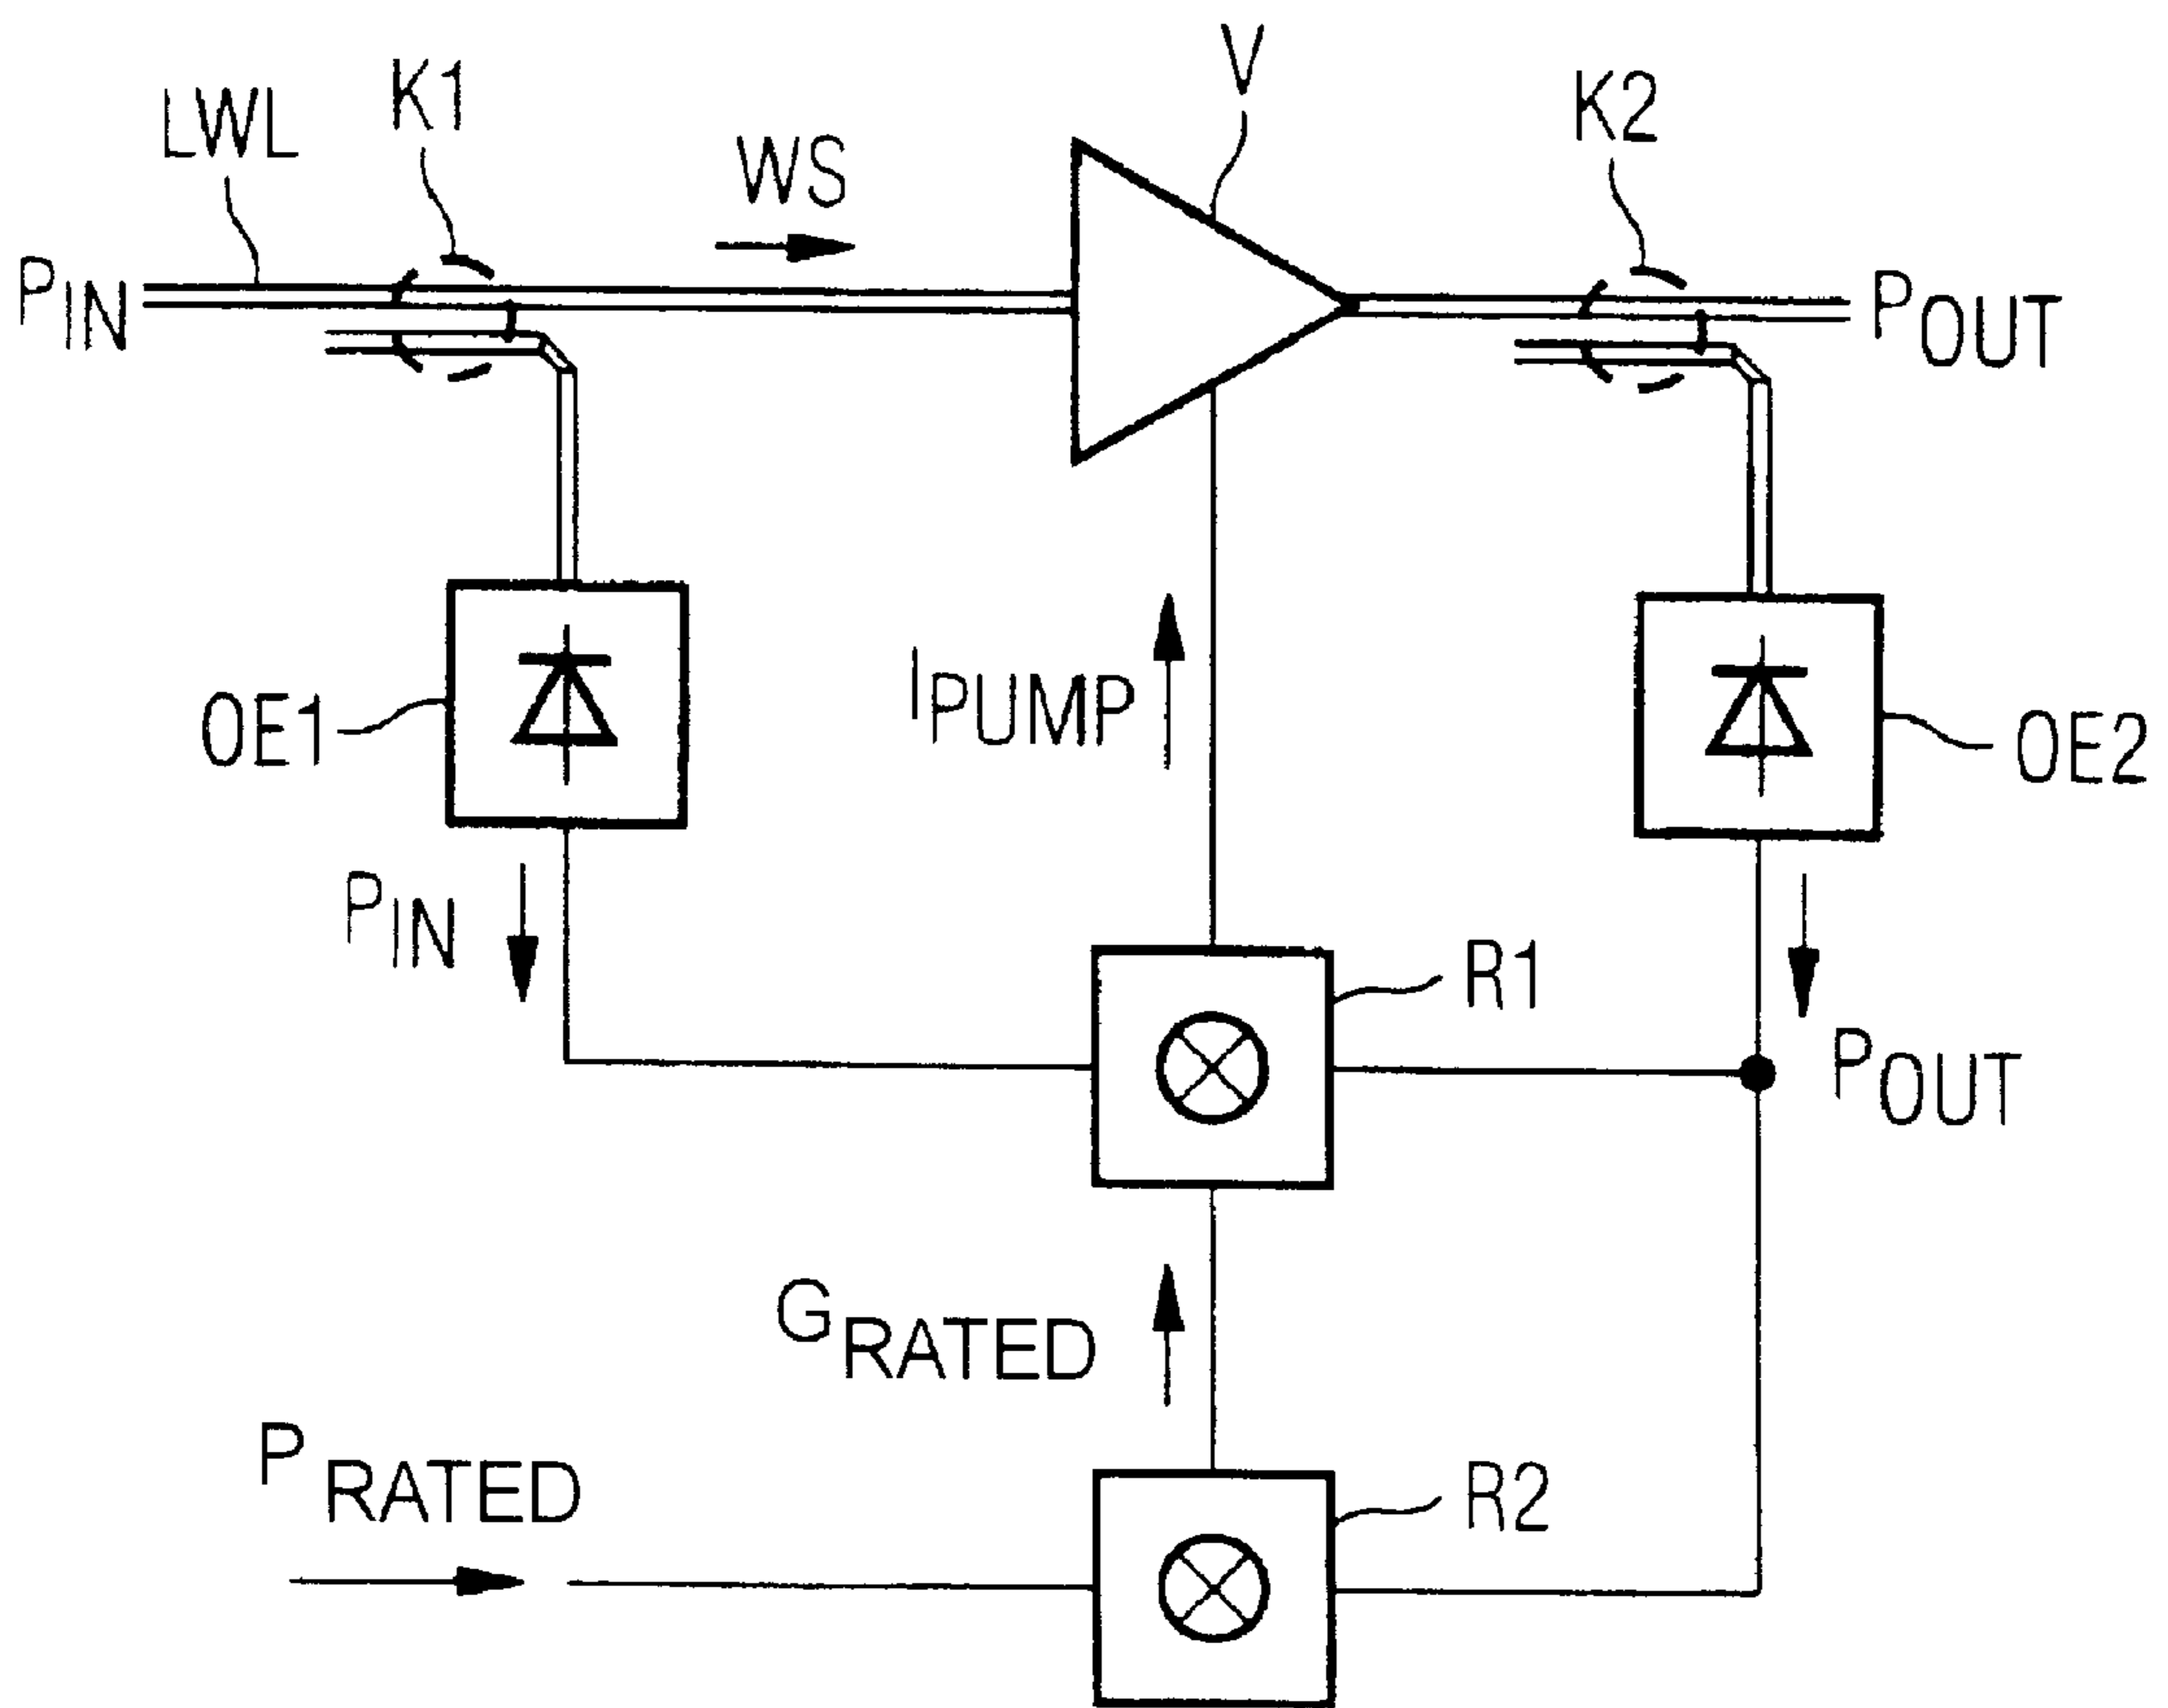 V
K1
K2
LWL
WS
PIN
POUT
IPUMP
OE1
OE2
PIN
R1
POUT
GRATED
PRATED
R2